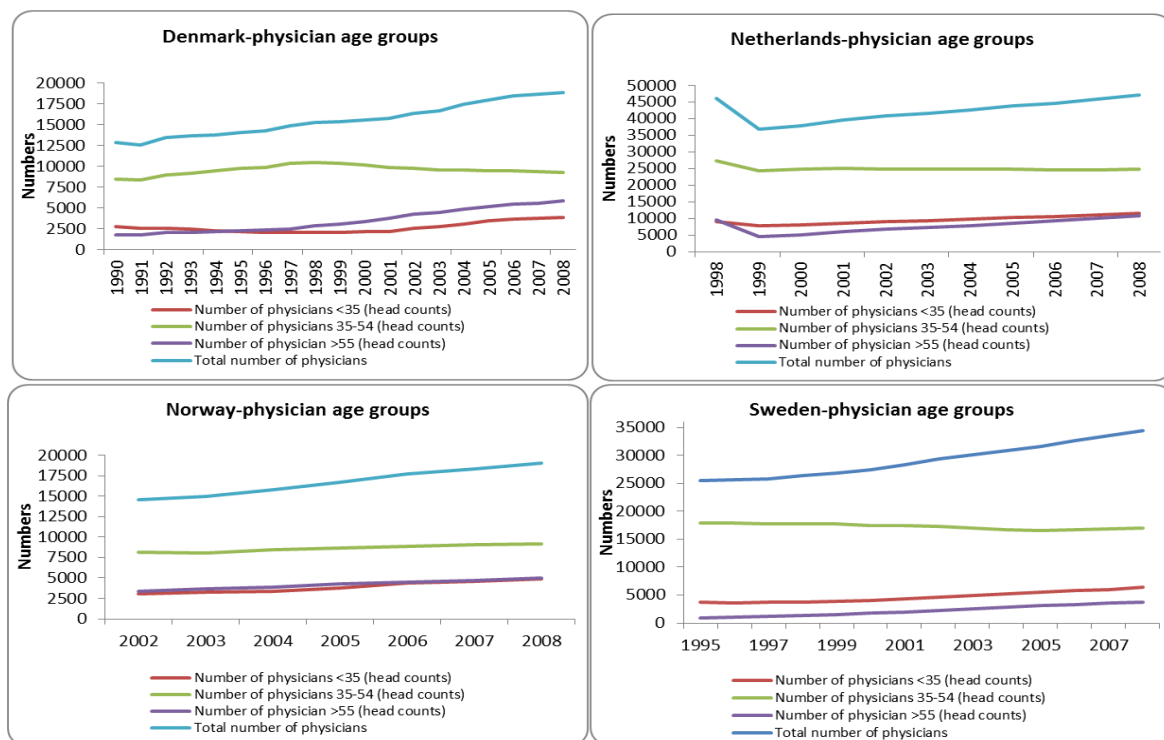 Denmark-physician age groups
Numbers
20000
17500
15000
12500
10000
7500
5000
2500
0
1990 1991 1992 1993 1994 1995 1996 1997 1998 1999 2000 2001 2002 2003 2004 2005 2006 2007 2008
Number of physicians <35 (head counts)
Number of physicians 35-54 (head counts)
Number of physician >55 (head counts)
Total number of physicians
Netherlands-physician age groups
Numbers
50000
45000
40000
35000
30000
25000
20000
15000
10000
5000
0
1998 1999 2000 2001 2002 2003 2004 2005 2006 2007 2008
Number of physicians <35 (head counts)
Number of physicians 35-54 (head counts)
Number of physician >55 (head counts)
Total number of physicians
Norway-physician age groups
Numbers
20000
17500
15000
12500
10000
7500
5000
2500
0
2002 2003 2004 2005 2006 2007 2008
Number of physicians <35 (head counts)
Number of physicians 35-54 (head counts)
Number of physician >55 (head counts)
Total number of physicians
Sweden-physician age groups
Numbers
35000
30000
25000
20000
15000
10000
5000
0
1995 1997 1999 2001 2003 2005 2007
Number of physicians <35 (head counts)
Number of physicians 35-54 (head counts)
Number of physician >55 (head counts)
Total number of physicians